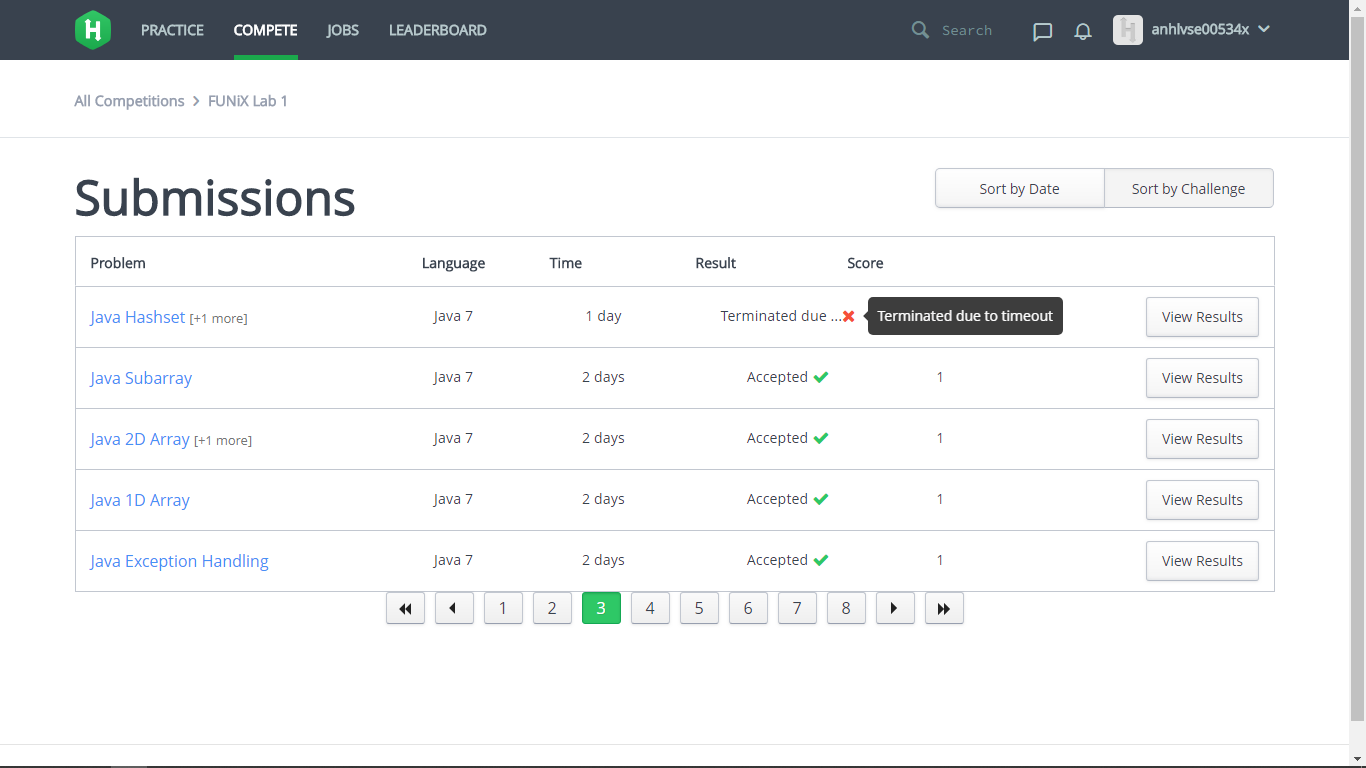 PRACTICE COMPETE JOBS LEADERBOARD Search anhlvse00534x
All Competitions FUNiX Lab 1
Submissions
Sort by Date Sort by Challenge
Problem Language Time Result Score
Java Hashset [+1 more] Java 7 1 day Terminated due ... Terminated due to timeout View Results
Java Subarray Java 7 2 days Accepted 1 View Results
Java 2D Array [+1 more] Java 7 2 days Accepted 1 View Results
Java 1D Array Java 7 2 days Accepted 1 View Results
Java Exception Handling Java 7 2 days Accepted 1 View Results
1 2 3 4 5 6 7 8